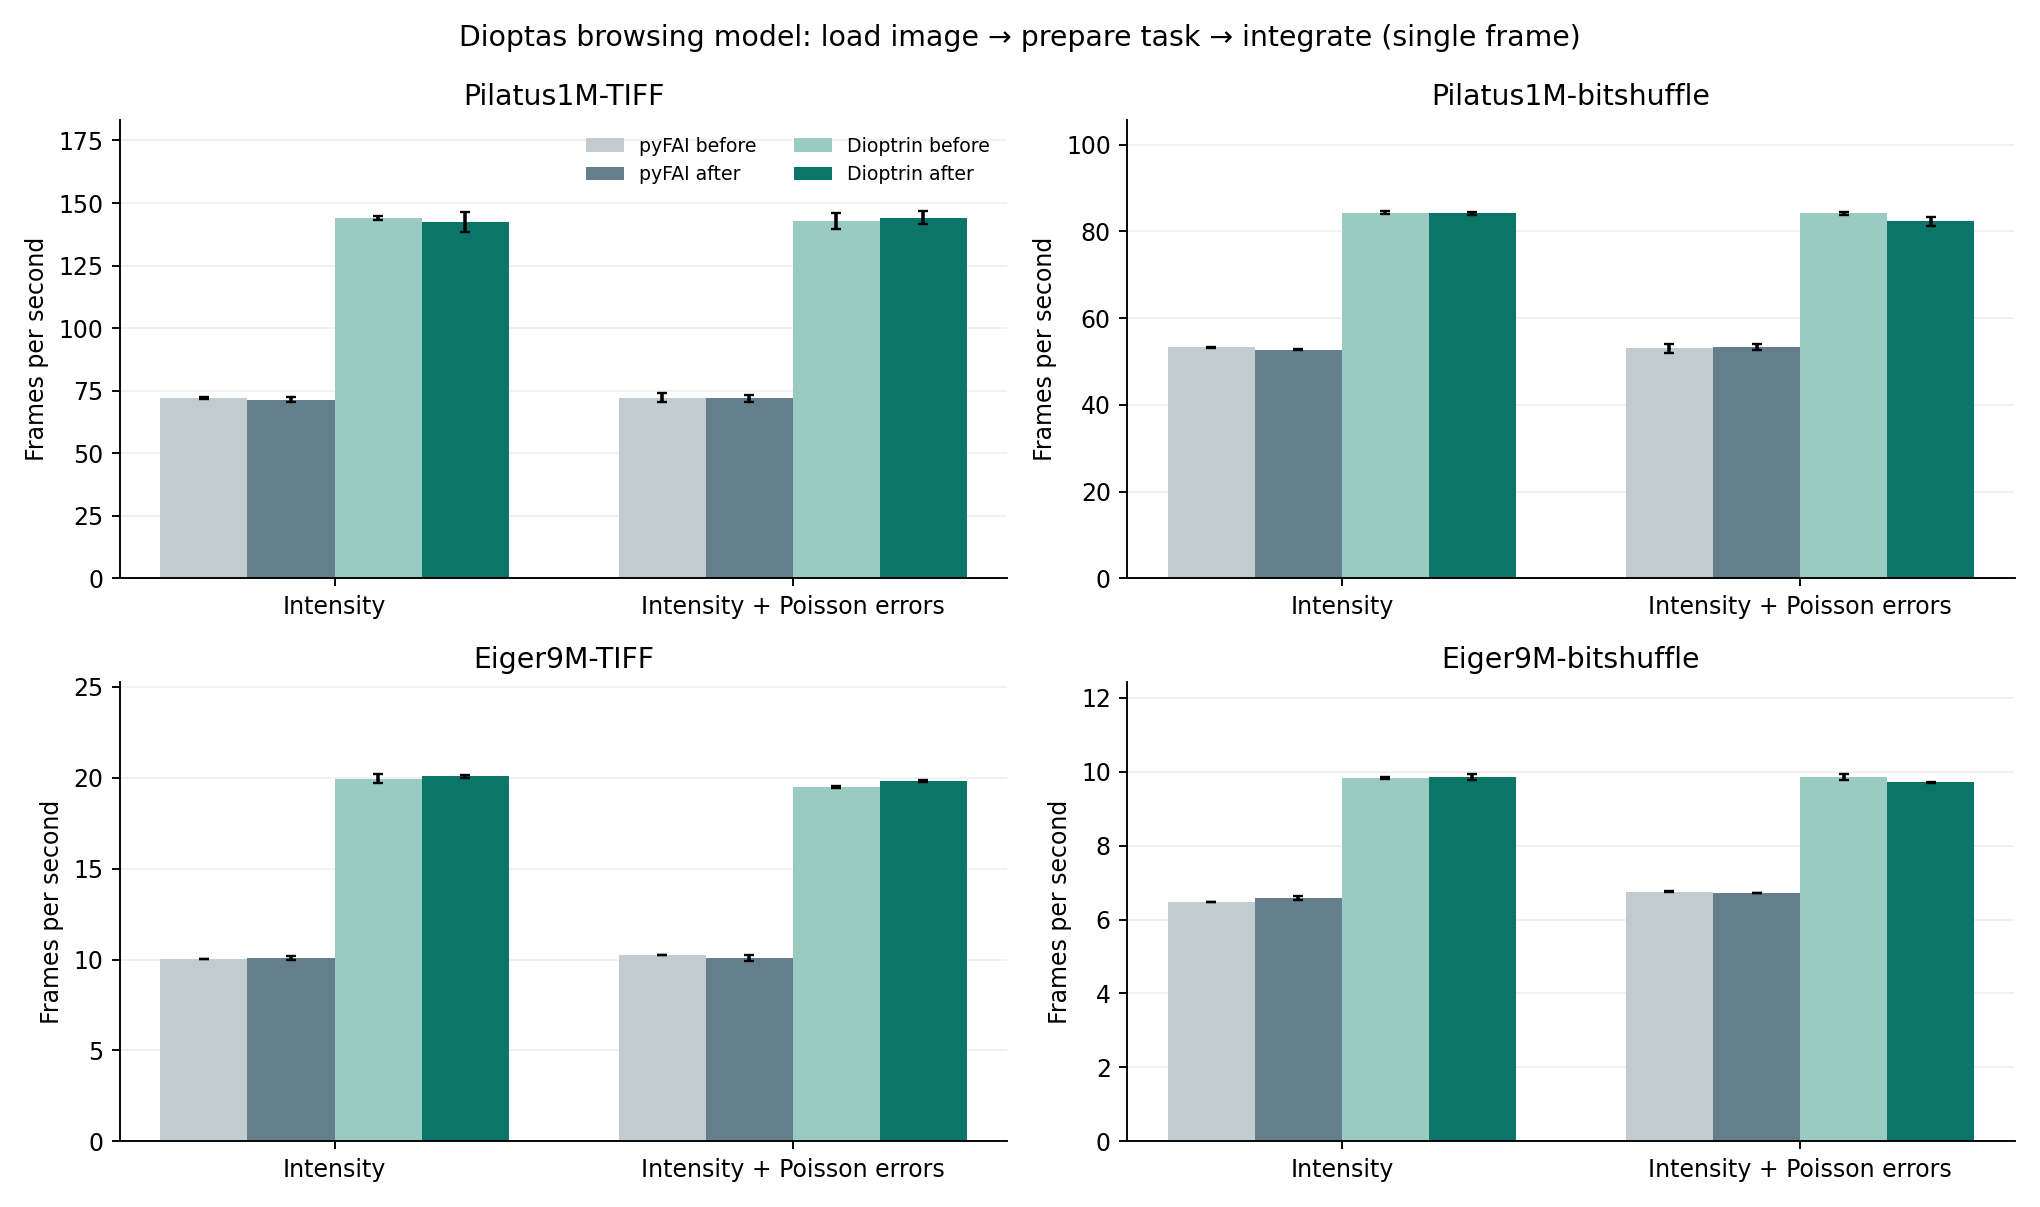 Dioptas browsing model: load image → prepare task → integrate (single frame)
Pilatus1M-TIFF
Frames per second
175
150
125
100
75
50
25
0
pyFAI before
pyFAI after
Dioptrin before
Dioptrin after
Intensity
Intensity + Poisson errors
Pilatus1M-bitshuffle
Frames per second
100
80
60
40
20
0
Intensity
Intensity + Poisson errors
Eiger9M-TIFF
Frames per second
25
20
15
10
5
0
Intensity
Intensity + Poisson errors
Eiger9M-bitshuffle
Frames per second
12
10
8
6
4
2
0
Intensity
Intensity + Poisson errors